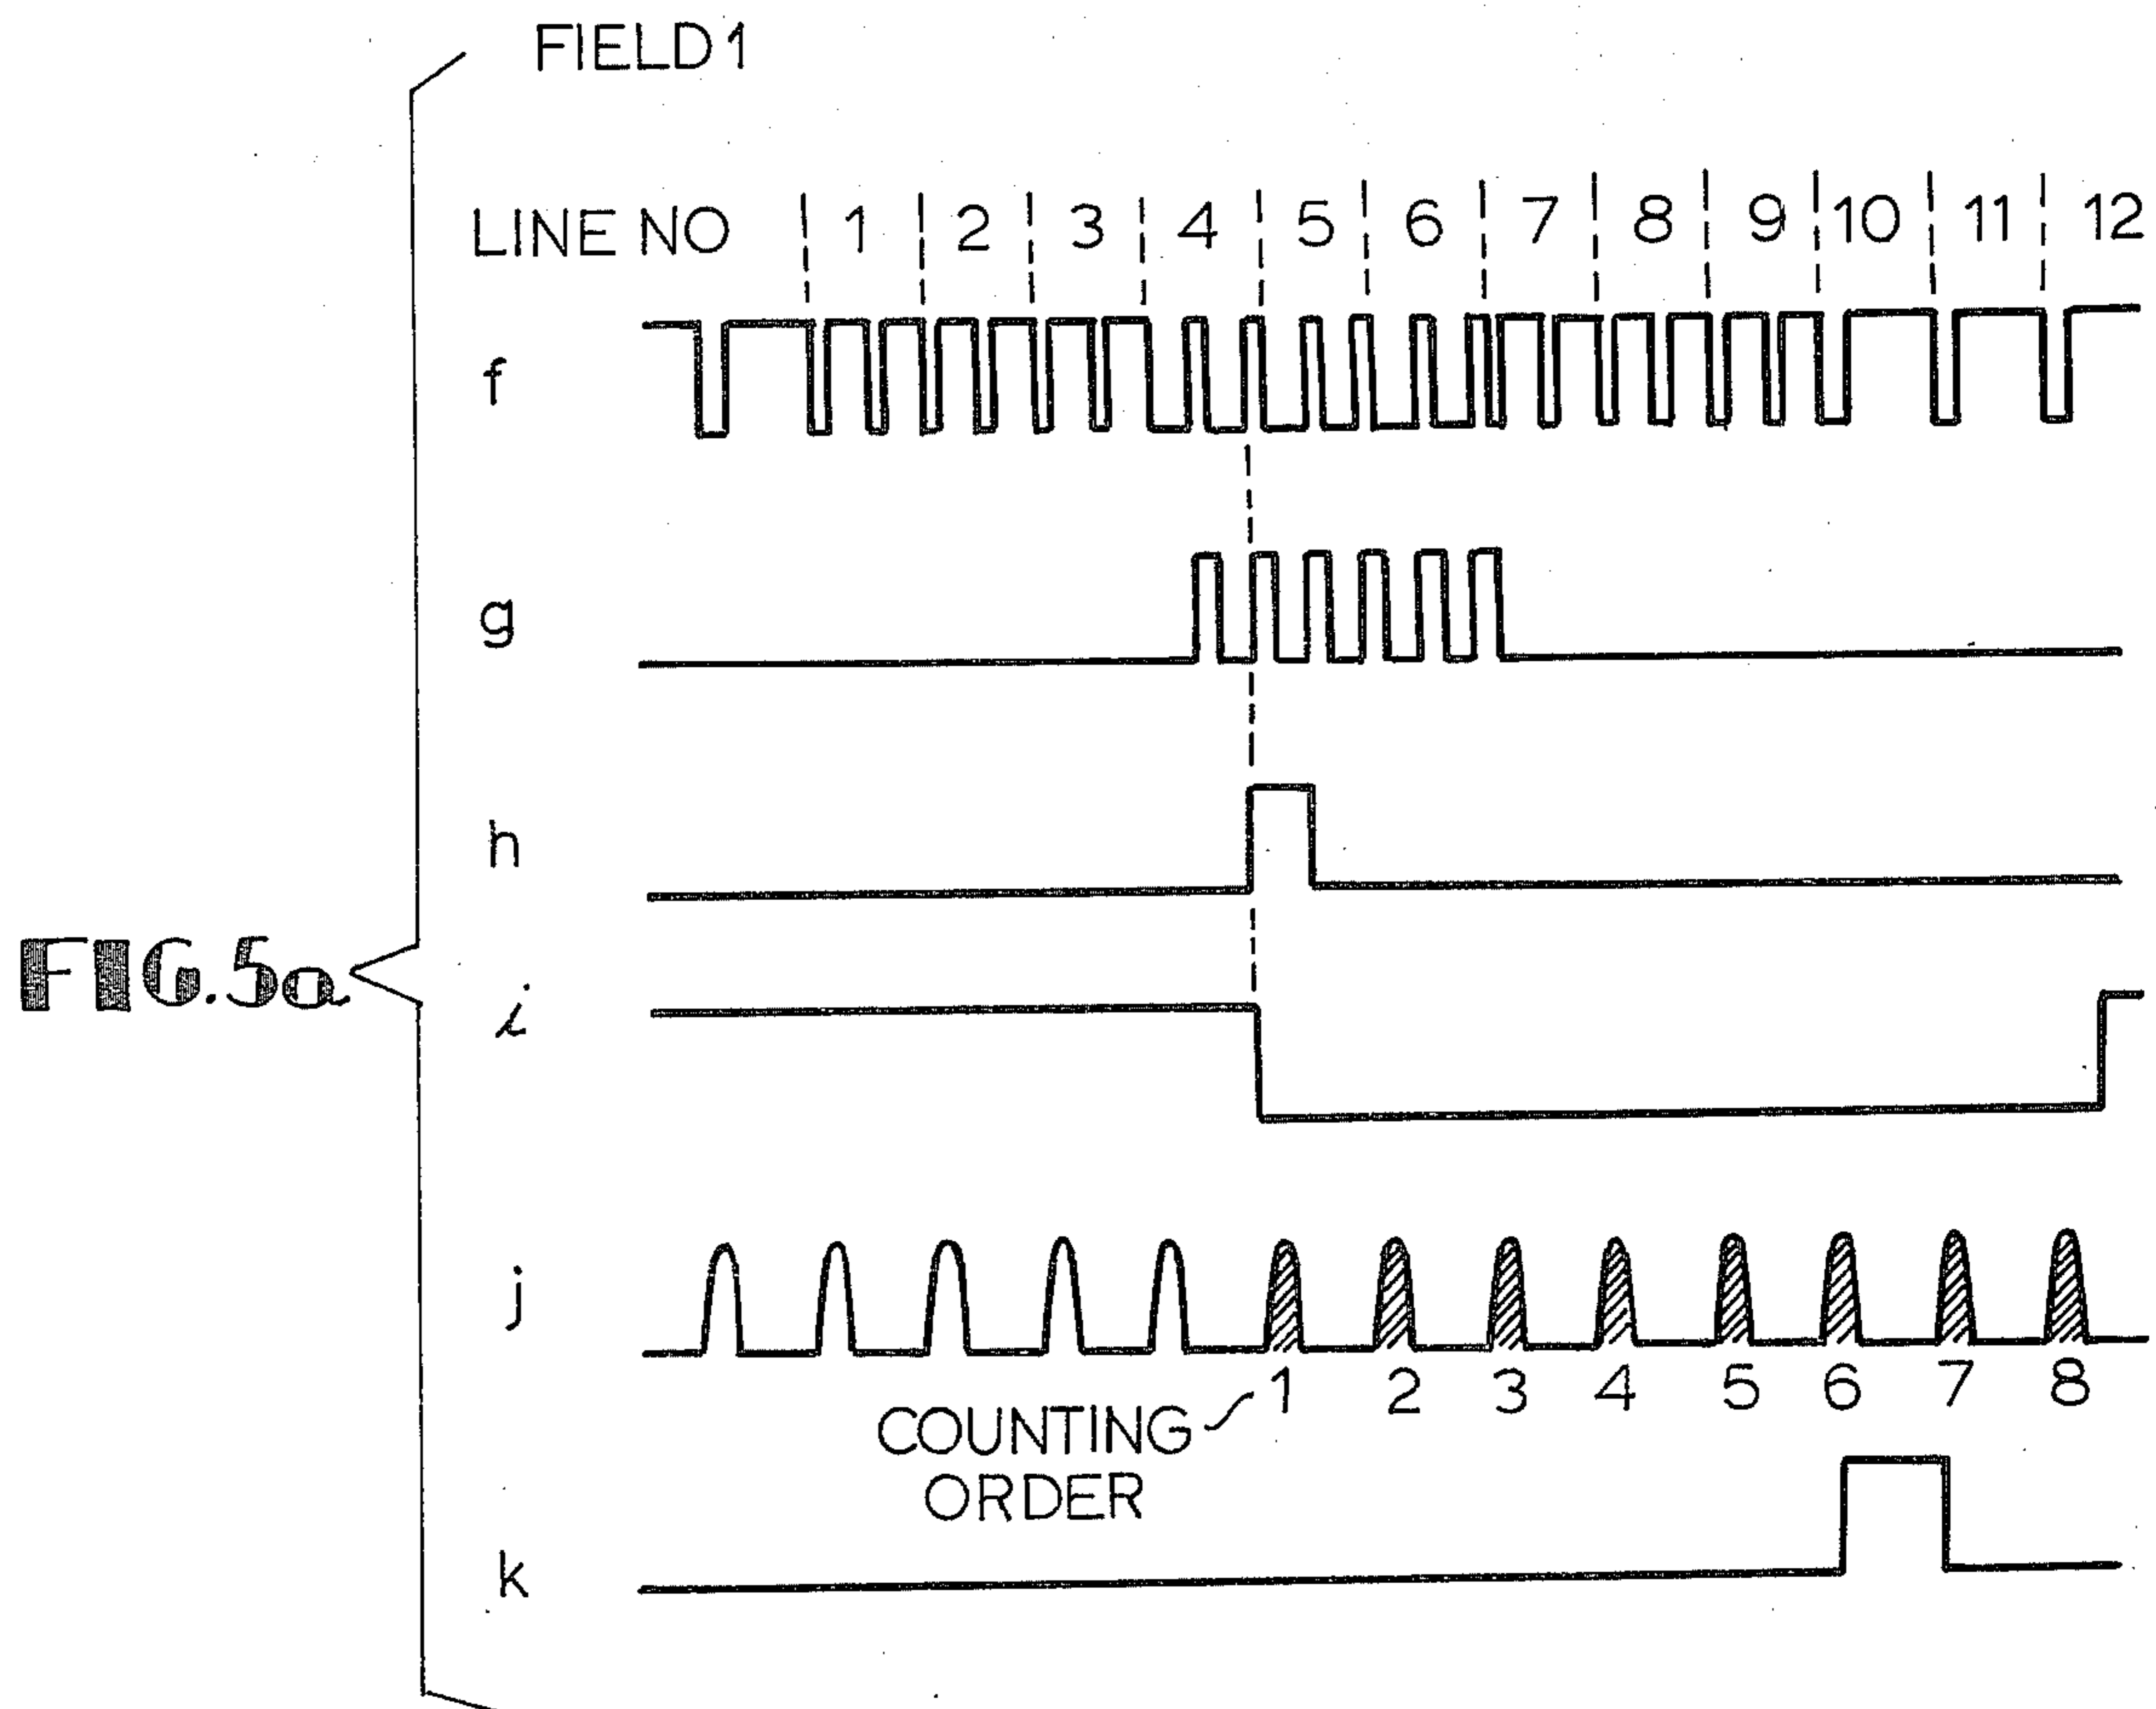 FIELD 1
LINE NO 1 2 3 4 5 6 7 8 9 10 11 12
f
g
h
FIG. 5a
i
j
1 2 3 4 5 6 7 8
COUNTING
ORDER
k